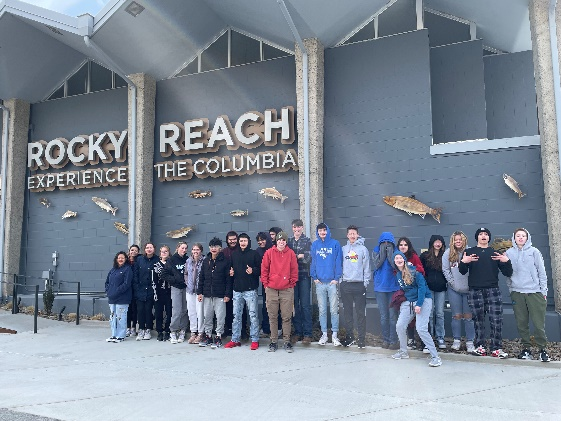 ROCKY REACH
EXPERIENCE THE COLUMBIA